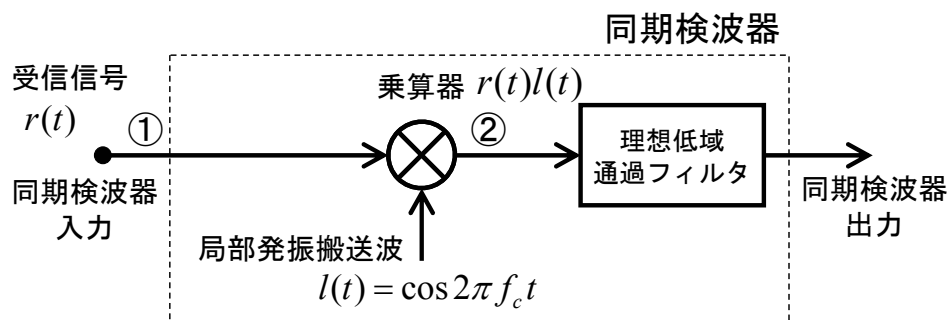 同期検波器
受信信号
r(t)
①
乗算器 r(t)l(t)
②
理想低域
通過フィルタ
同期検波器
入力
同期検波器
出力
局部発振搬送波
l(t) = cos 2π f_c t